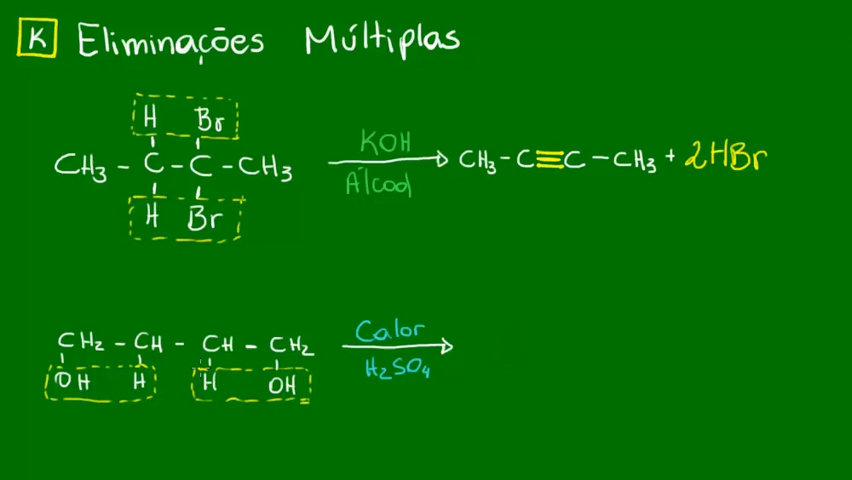 K Eliminações Múltiplas
H Br
CH₃ - C - C - CH₃ KOH CH₃ - C ≡ C - CH₃ + 2HBr
Álcool
H Br
CH₂ - CH - CH - CH₂ Calor
OH H H OH H₂SO₄